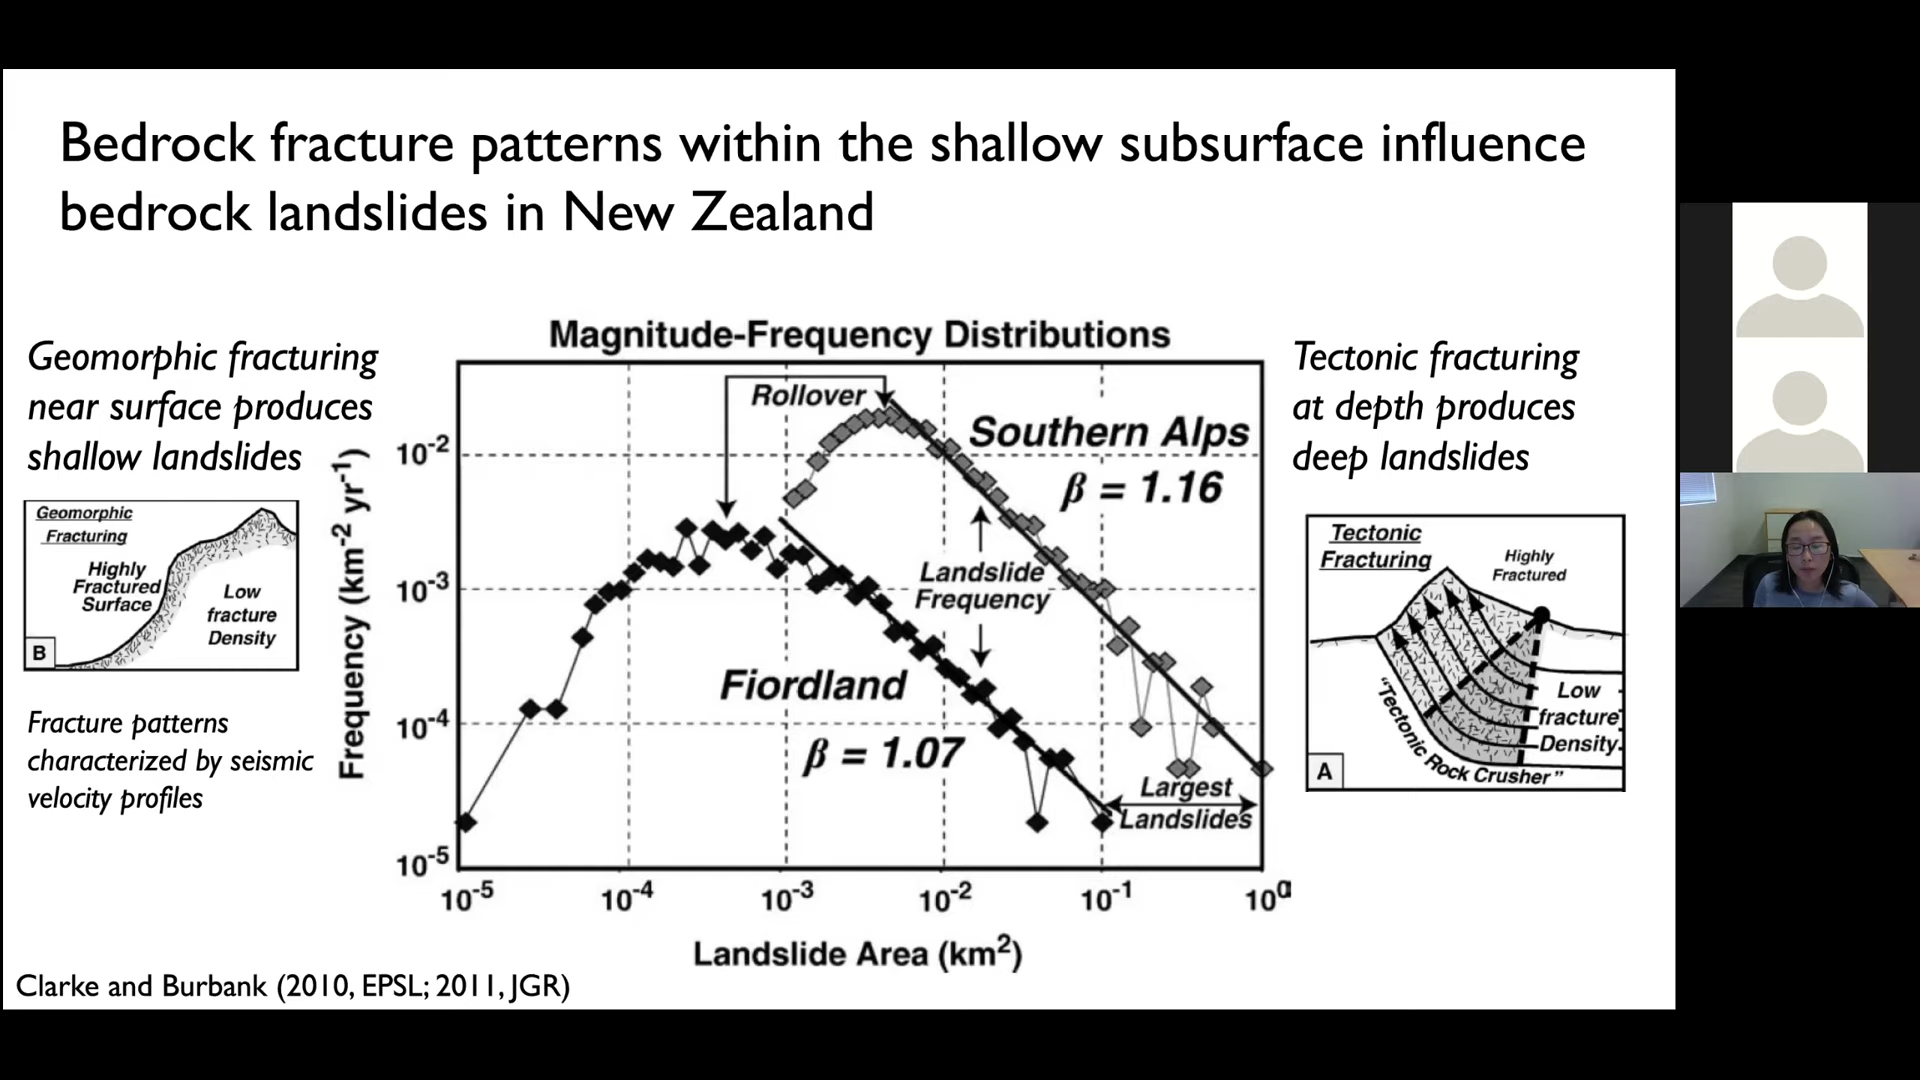 Bedrock fracture patterns within the shallow subsurface influence
bedrock landslides in New Zealand
Geomorphic fracturing
near surface produces
shallow landslides
Geomorphic
Fracturing
Highly
Fractured
Surface
Low
fracture
Density
B
Fracture patterns
characterized by seismic
velocity profiles
Magnitude-Frequency Distributions
Rollover
Southern Alps
β = 1.16
Landslide
Frequency
Fiordland
β = 1.07
Largest
Landslides
Frequency (km-2 yr-1)
10-2
10-3
10-4
10-5
10-5
10-4
10-3
10-2
10-1
100
Landslide Area (km2)
Tectonic fracturing
at depth produces
deep landslides
Tectonic
Fracturing
Highly
Fractured
Low
fracture
Density
"Tectonic Rock Crusher"
A
Clarke and Burbank (2010, EPSL; 2011, JGR)